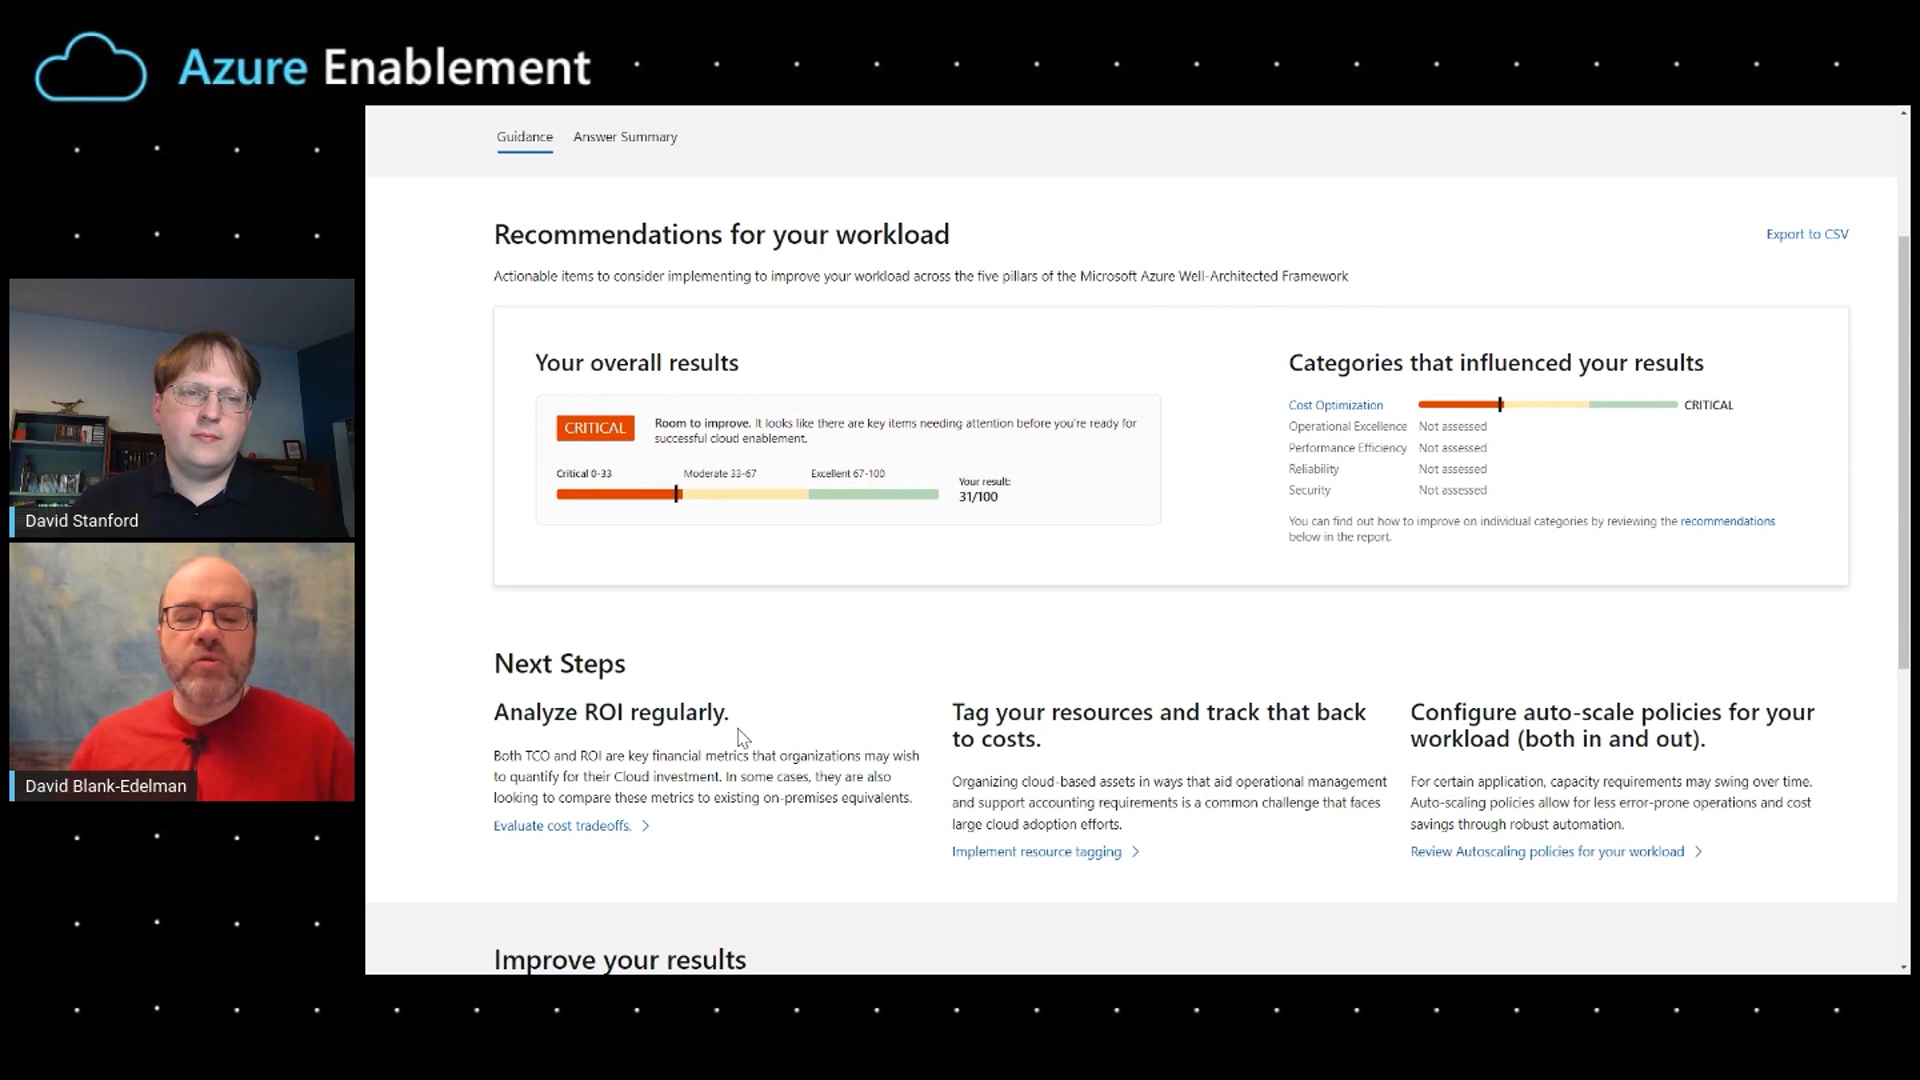 Azure Enablement
Guidance
Answer Summary
Recommendations for your workload
Export to CSV
Actionable items to consider implementing to improve your workload across the five pillars of the Microsoft Azure Well-Architected Framework
Your overall results
CRITICAL
Room to improve. It looks like there are key items needing attention before you're ready for
successful cloud enablement.
Critical 0-33
Moderate 33-67
Excellent 67-100
Your result:
31/100
Categories that influenced your results
Cost Optimization
CRITICAL
Operational Excellence
Not assessed
Performance Efficiency
Not assessed
Reliability
Not assessed
Security
Not assessed
You can find out how to improve on individual categories by reviewing the recommendations
below in the report.
David Stanford
David Blank-Edelman
Next Steps
Analyze ROI regularly.
Both TCO and ROI are key financial metrics that organizations may wish
to quantify for their Cloud investment. In some cases, they are also
looking to compare these metrics to existing on-premises equivalents.
Evaluate cost tradeoffs.
Tag your resources and track that back
to costs.
Organizing cloud-based assets in ways that aid operational management
and support accounting requirements is a common challenge that faces
large cloud adoption efforts.
Implement resource tagging
Configure auto-scale policies for your
workload (both in and out).
For certain application, capacity requirements may swing over time.
Auto-scaling policies allow for less error-prone operations and cost
savings through robust automation.
Review Autoscaling policies for your workload
Improve your results